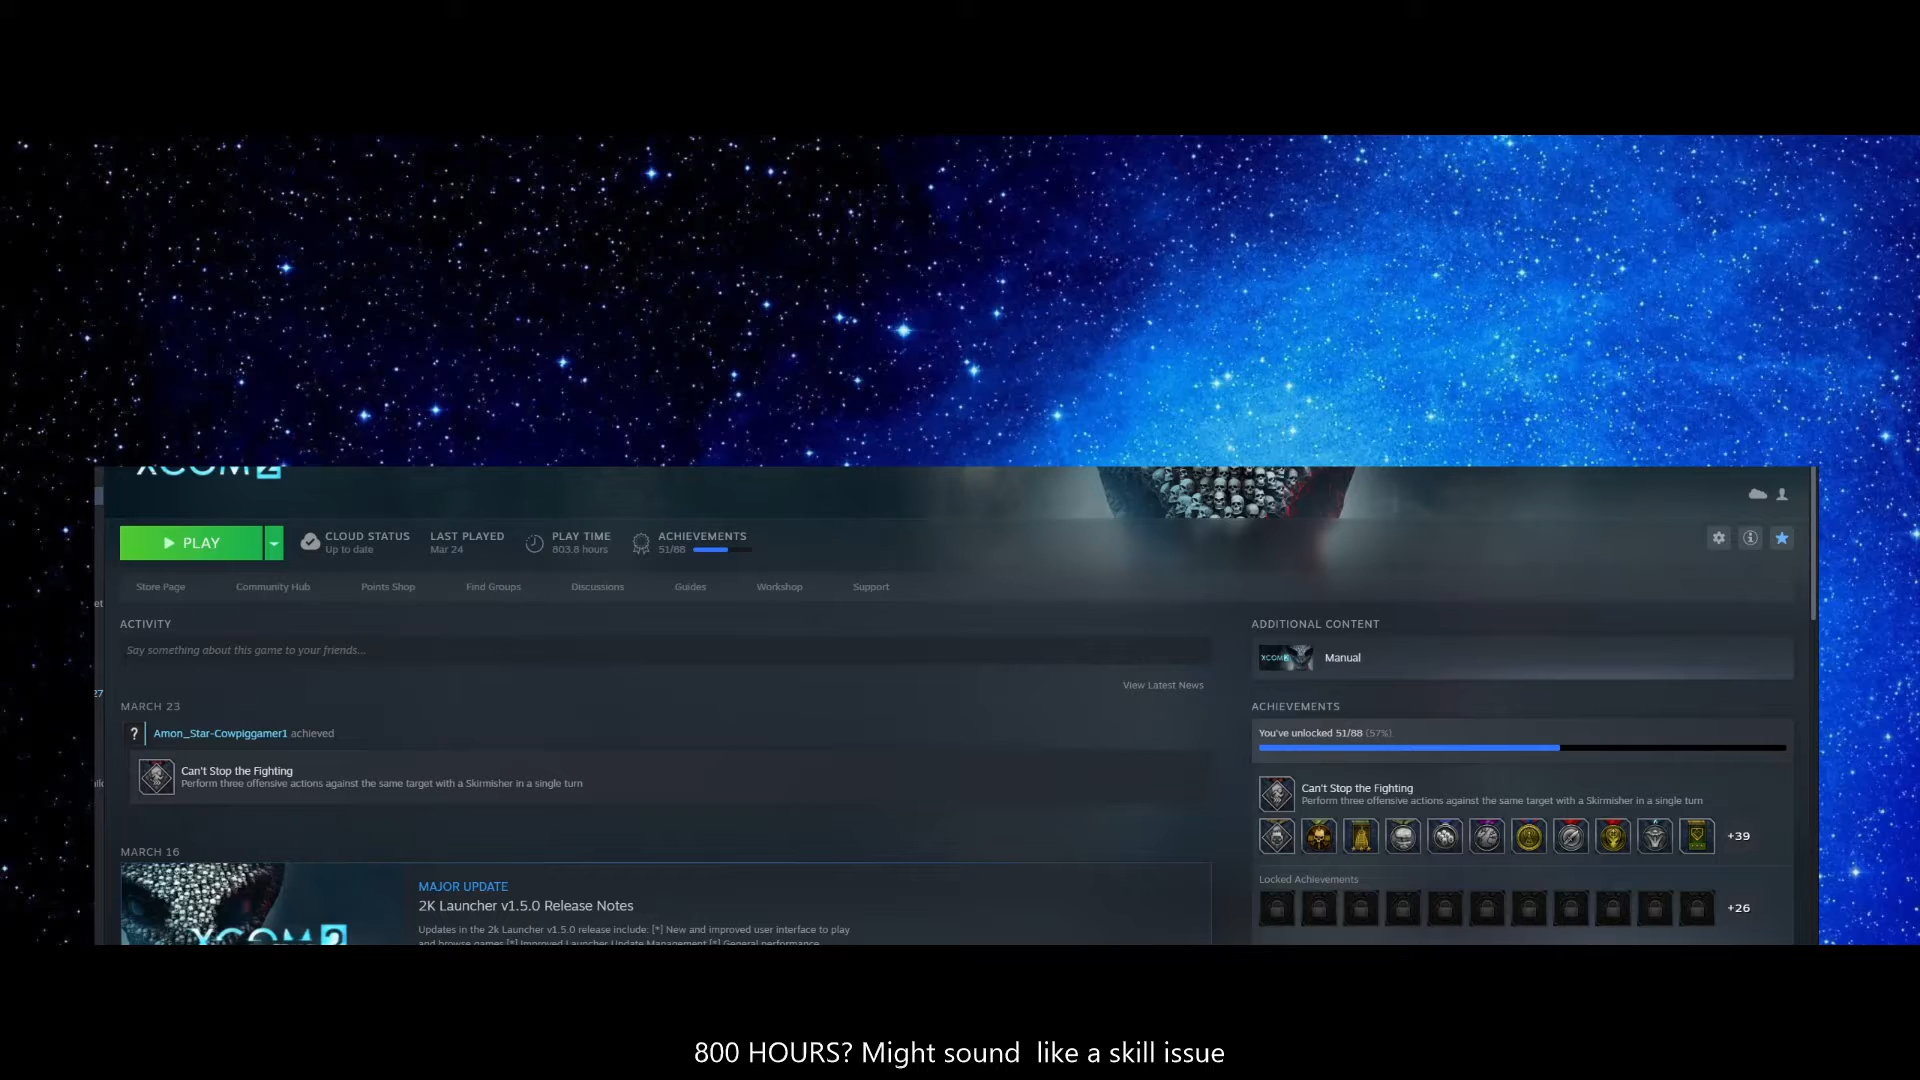 XCOM 2
PLAY
CLOUD STATUS
Up to date
LAST PLAYED
Mar 24
PLAY TIME
803.8 hours
ACHIEVEMENTS
51/88
Store Page
Community Hub
Points Shop
Find Groups
Discussions
Guides
Workshop
Support
ACTIVITY
Say something about this game to your friends...
View Latest News
MARCH 23
? Amon_Star-Cowpiggamer1 achieved
Can't Stop the Fighting
Perform three offensive actions against the same target with a Skirmisher in a single turn
MARCH 16
XCOM 2
MAJOR UPDATE
2K Launcher v1.5.0 Release Notes
Updates in the 2k Launcher v1.5.0 release include: [*] New and improved user interface to play
and browse games [*] Improved Launcher Update Management [*] General performance
et
27
ADDITIONAL CONTENT
XCOM 2
Manual
ACHIEVEMENTS
You've unlocked 51/88 (57%)
Can't Stop the Fighting
Perform three offensive actions against the same target with a Skirmisher in a single turn
+39
Locked Achievements
+26
800 HOURS? Might sound  like a skill issue